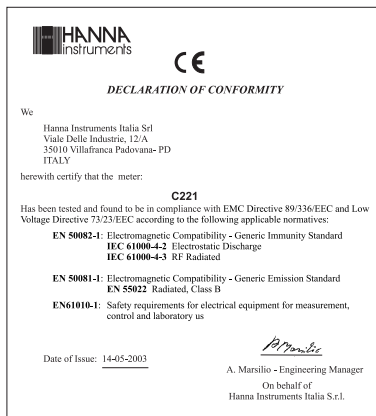 HANNA
instruments
CE
DECLARATION OF CONFORMITY
We
Hanna Instruments Italia Srl
Viale Delle Industrie, 12/A
35010 Villafranca Padovana- PD
ITALY
herewith certify that the meter:
C221
Has been tested and found to be in compliance with EMC Directive 89/336/EEC and Low
Voltage Directive 73/23/EEC according to the following applicable normatives:
EN 50082-1: Electromagnetic Compatibility - Generic Immunity Standard
IEC 61000-4-2 Electrostatic Discharge
IEC 61000-4-3 RF Radiated
EN 50081-1: Electromagnetic Compatibility - Generic Emission Standard
EN 55022 Radiated, Class B
EN61010-1: Safety requirements for electrical equipment for measurement,
control and laboratory us
Date of Issue: 14-05-2003
A. Marsilio
A. Marsilio - Engineering Manager
On behalf of
Hanna Instruments Italia S.r.l.